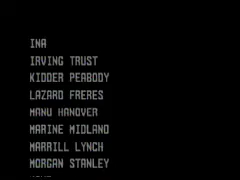 INA
IRVING TRUST
KIDDER PEABODY
LAZARD FRERES
MANU HANOVER
MARINE MIDLAND
MARRILL LYNCH
MORGAN STANLEY